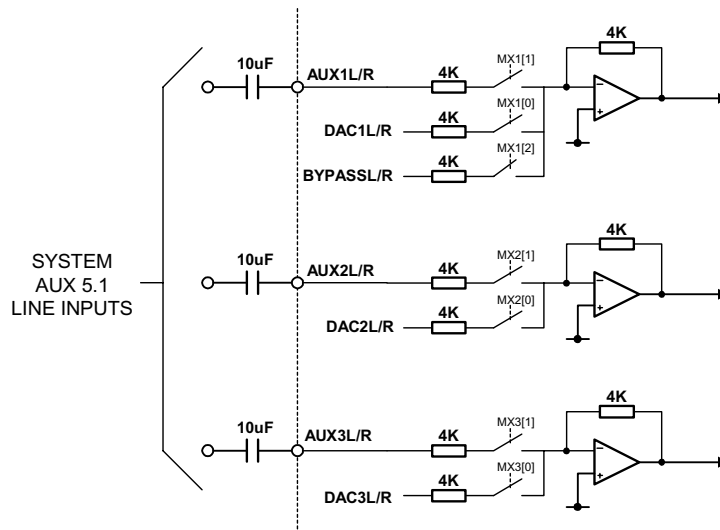 4K
10uF
AUX1L/R
4K
MX1[1]
DAC1L/R
4K
MX1[0]
BYPASSL/R
4K
MX1[2]
−
+
SYSTEM
AUX 5.1
LINE INPUTS
4K
10uF
AUX2L/R
4K
MX2[1]
DAC2L/R
4K
MX2[0]
−
+
4K
10uF
AUX3L/R
4K
MX3[1]
DAC3L/R
4K
MX3[0]
−
+